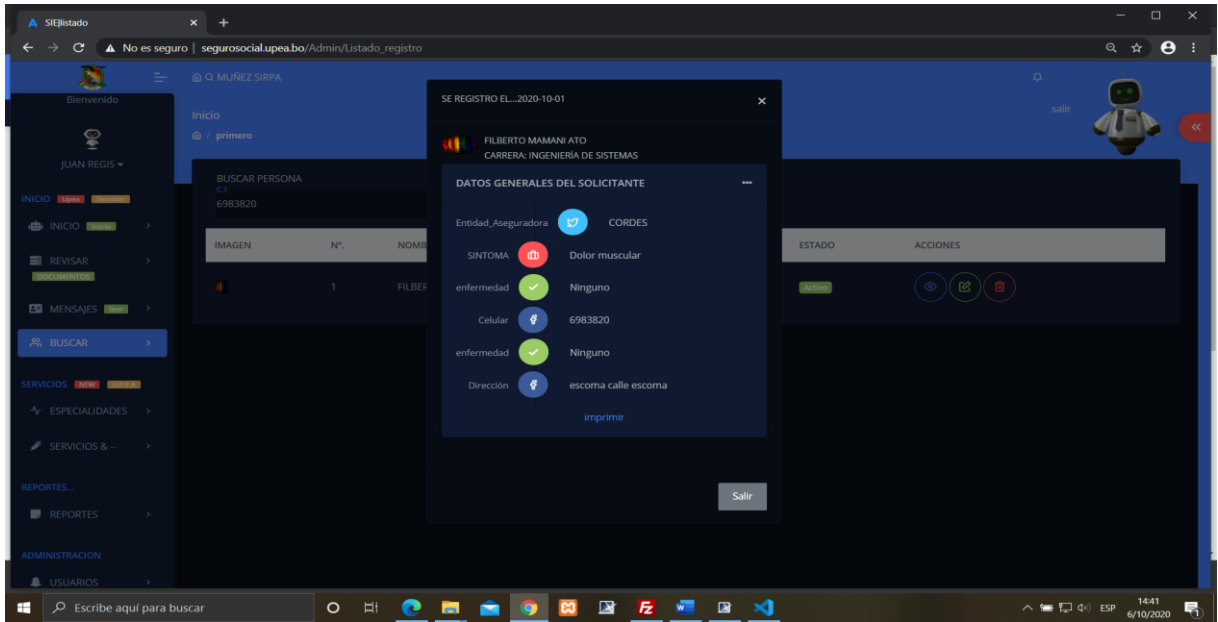 SIE|listado
No es seguro | segurosocial.upea.bo/Admin/Listado_registro
Bienvenido
JUAN REGIS
INICIO Upea Servidor
INICIO Inicio
REVISAR
DOCUMENTOS
MENSAJES leer
BUSCAR
SERVICIOS NEW
ESPECIALIDADES
SERVICIOS & --
REPORTES...
REPORTES
ADMINISTRACION
USUARIOS
MUÑEZ SIRPA
salir
Inicio
/ primero
BUSCAR PERSONA
C.I.
6983820
IMAGEN Nº. NOMB ESTADO ACCIONES
1 FILBER Activo
SE REGISTRO EL...2020-10-01
FILBERTO MAMANI ATO
CARRERA: INGENIERÍA DE SISTEMAS
DATOS GENERALES DEL SOLICITANTE
Entidad_Aseguradora CORDES
SINTOMA Dolor muscular
enfermedad Ninguno
Celular 6983820
enfermedad Ninguno
Dirección escoma calle escoma
imprimir
Salir
Escribe aquí para buscar
ESP
14:41
6/10/2020